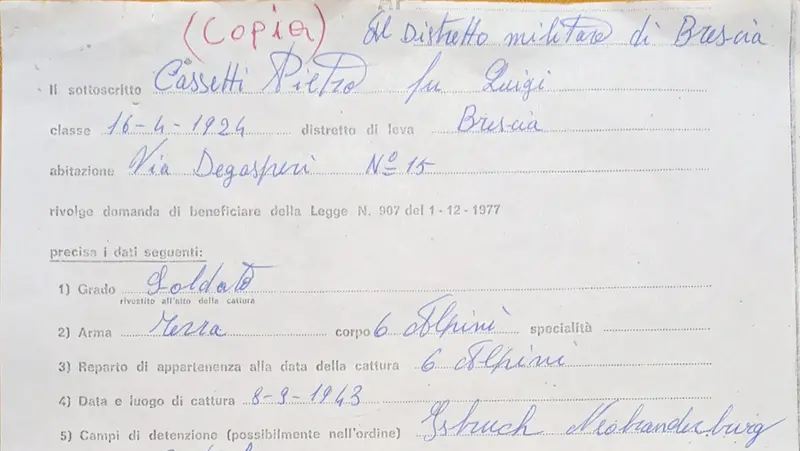 (Copia) Al Distretto militare di Brescia
Il sottoscritto Cassetti Pietro fu Luigi
classe 16-4-1924 distretto di leva Brescia
abitazione Via Degasperi Nº 15
rivolge domanda di beneficiare della Legge N. 907 del 1-12-1977
precisa i dati seguenti:
1) Grado Soldato
rivestito all'atto della cattura
2) Arma Terra corpo 6 Alpini specialità
3) Reparto di appartenenza alla data della cattura 6 Alpini
4) Data e luogo di cattura 8-9-1943
5) Campi di detenzione (possibilmente nell'ordine) Isbruch Neobranderburg